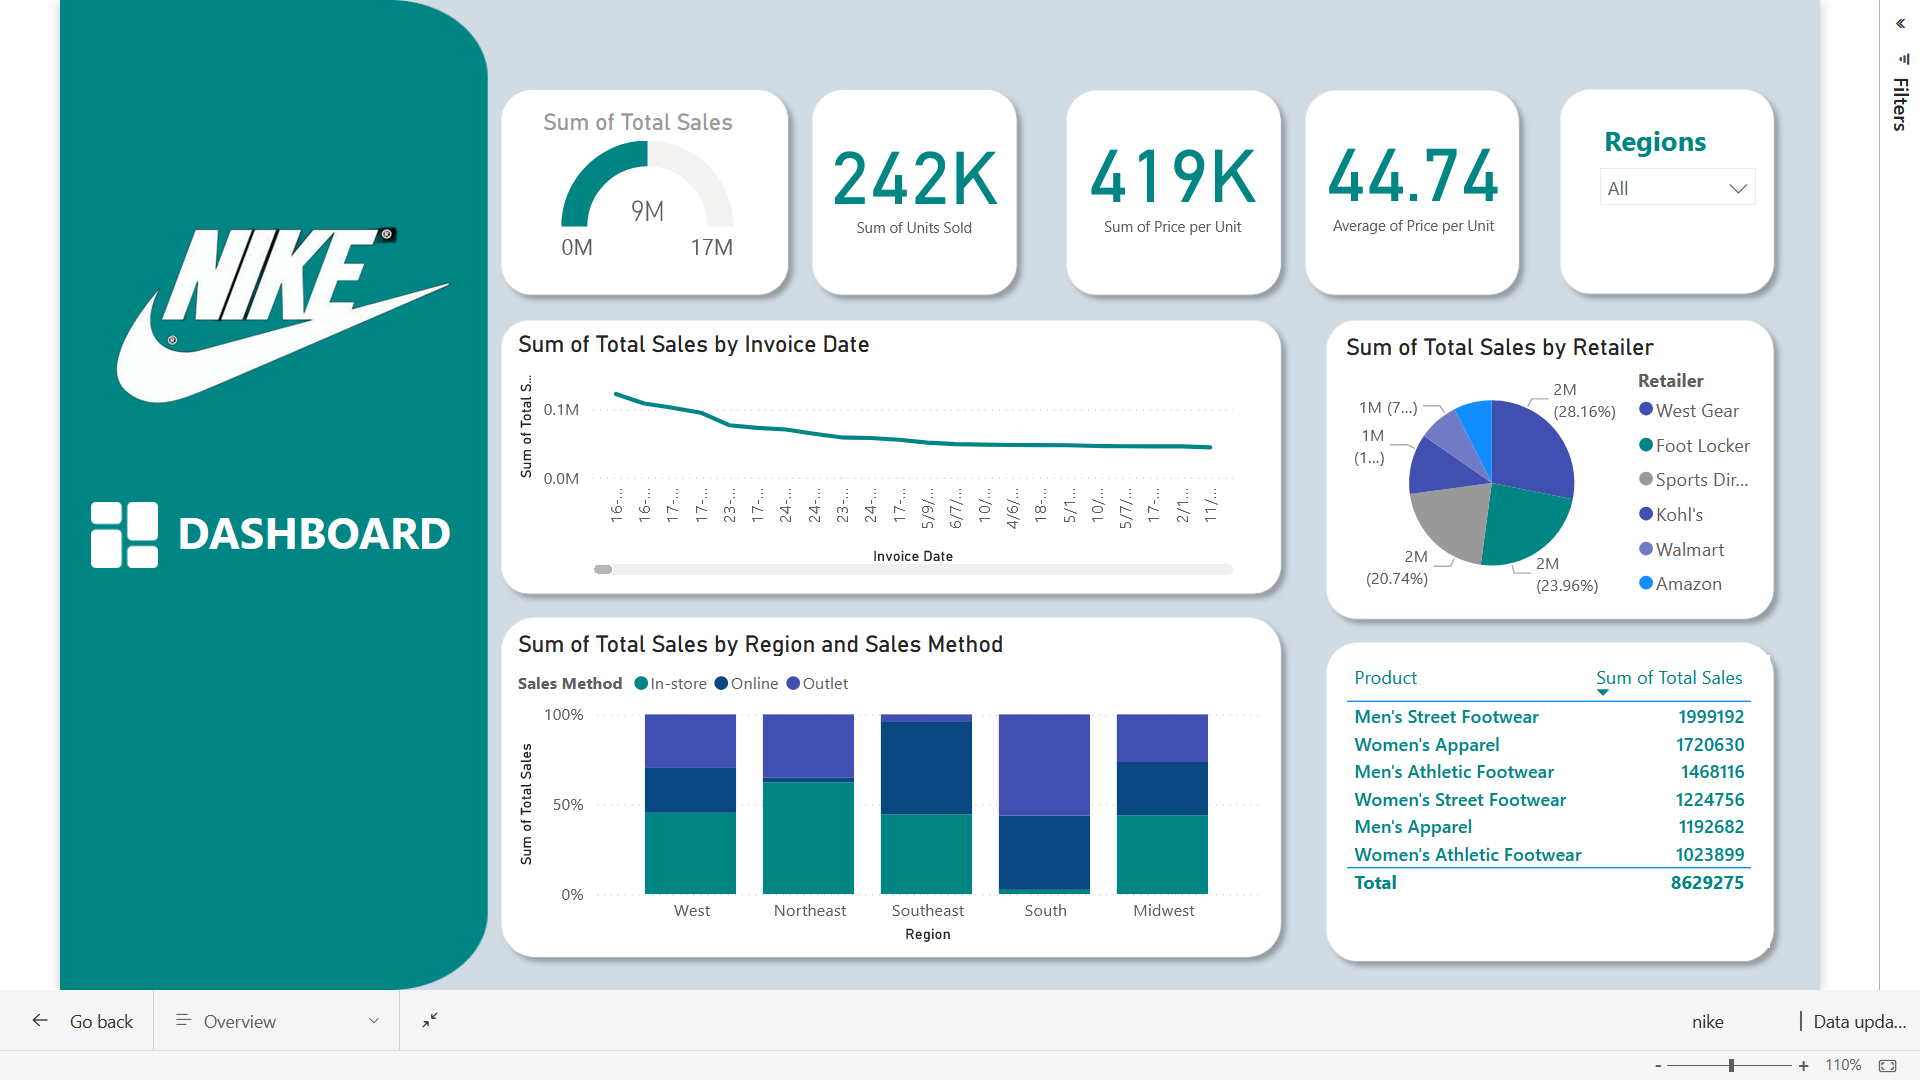 NIKE
®
®
DASHBOARD
Sum of Total Sales
9M
0M
17M
242K
Sum of Units Sold
419K
Sum of Price per Unit
44.74
Average of Price per Unit
Regions
All
Filters
Sum of Total Sales by Invoice Date
Sum of Total S...
0.1M
0.0M
16-...
16-...
17-...
17-...
23-...
17-...
24-...
24-...
23-...
24-...
17-...
5/9/...
6/7/...
10/...
4/6/...
18-...
5/1...
10/...
5/7/...
17-...
2/1...
11/...
Invoice Date
Sum of Total Sales by Retailer
2M
(28.16%)
2M
(23.96%)
2M
(20.74%)
1M
(1...)
1M (7...)
Retailer
West Gear
Foot Locker
Sports Dir...
Kohl's
Walmart
Amazon
Sum of Total Sales by Region and Sales Method
Sales Method In-store Online Outlet
Sum of Total Sales
100%
50%
0%
West Northeast Southeast South Midwest
Region
Product Sum of Total Sales
Men's Street Footwear 1999192
Women's Apparel 1720630
Men's Athletic Footwear 1468116
Women's Street Footwear 1224756
Men's Apparel 1192682
Women's Athletic Footwear 1023899
Total 8629275
Go back
Overview
nike
Data upda...
- + 110%